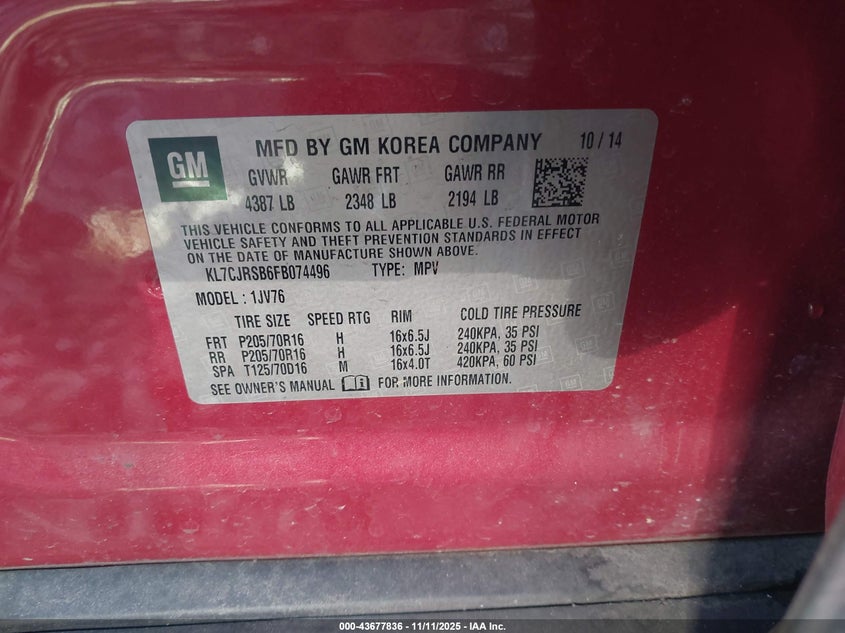 GM
MFD BY GM KOREA COMPANY 10 / 14
GVWR GAWR FRT GAWR RR
4387 LB 2348 LB 2194 LB
THIS VEHICLE CONFORMS TO ALL APPLICABLE U.S. FEDERAL MOTOR
VEHICLE SAFETY AND THEFT PREVENTION STANDARDS IN EFFECT
ON THE DATE OF MANUFACTURE SHOWN ABOVE.
KL7CJRSB6FB074496 TYPE: MPV
MODEL : 1JV76
TIRE SIZE SPEED RTG RIM COLD TIRE PRESSURE
FRT P205/70R16 H 16x6.5J 240KPA, 35 PSI
RR P205/70R16 H 16x6.5J 240KPA, 35 PSI
SPA T125/70D16 M 16x4.0T 420KPA, 60 PSI
SEE OWNER'S MANUAL FOR MORE INFORMATION.
000-43677836 - 11/11/2025 - IAA Inc.